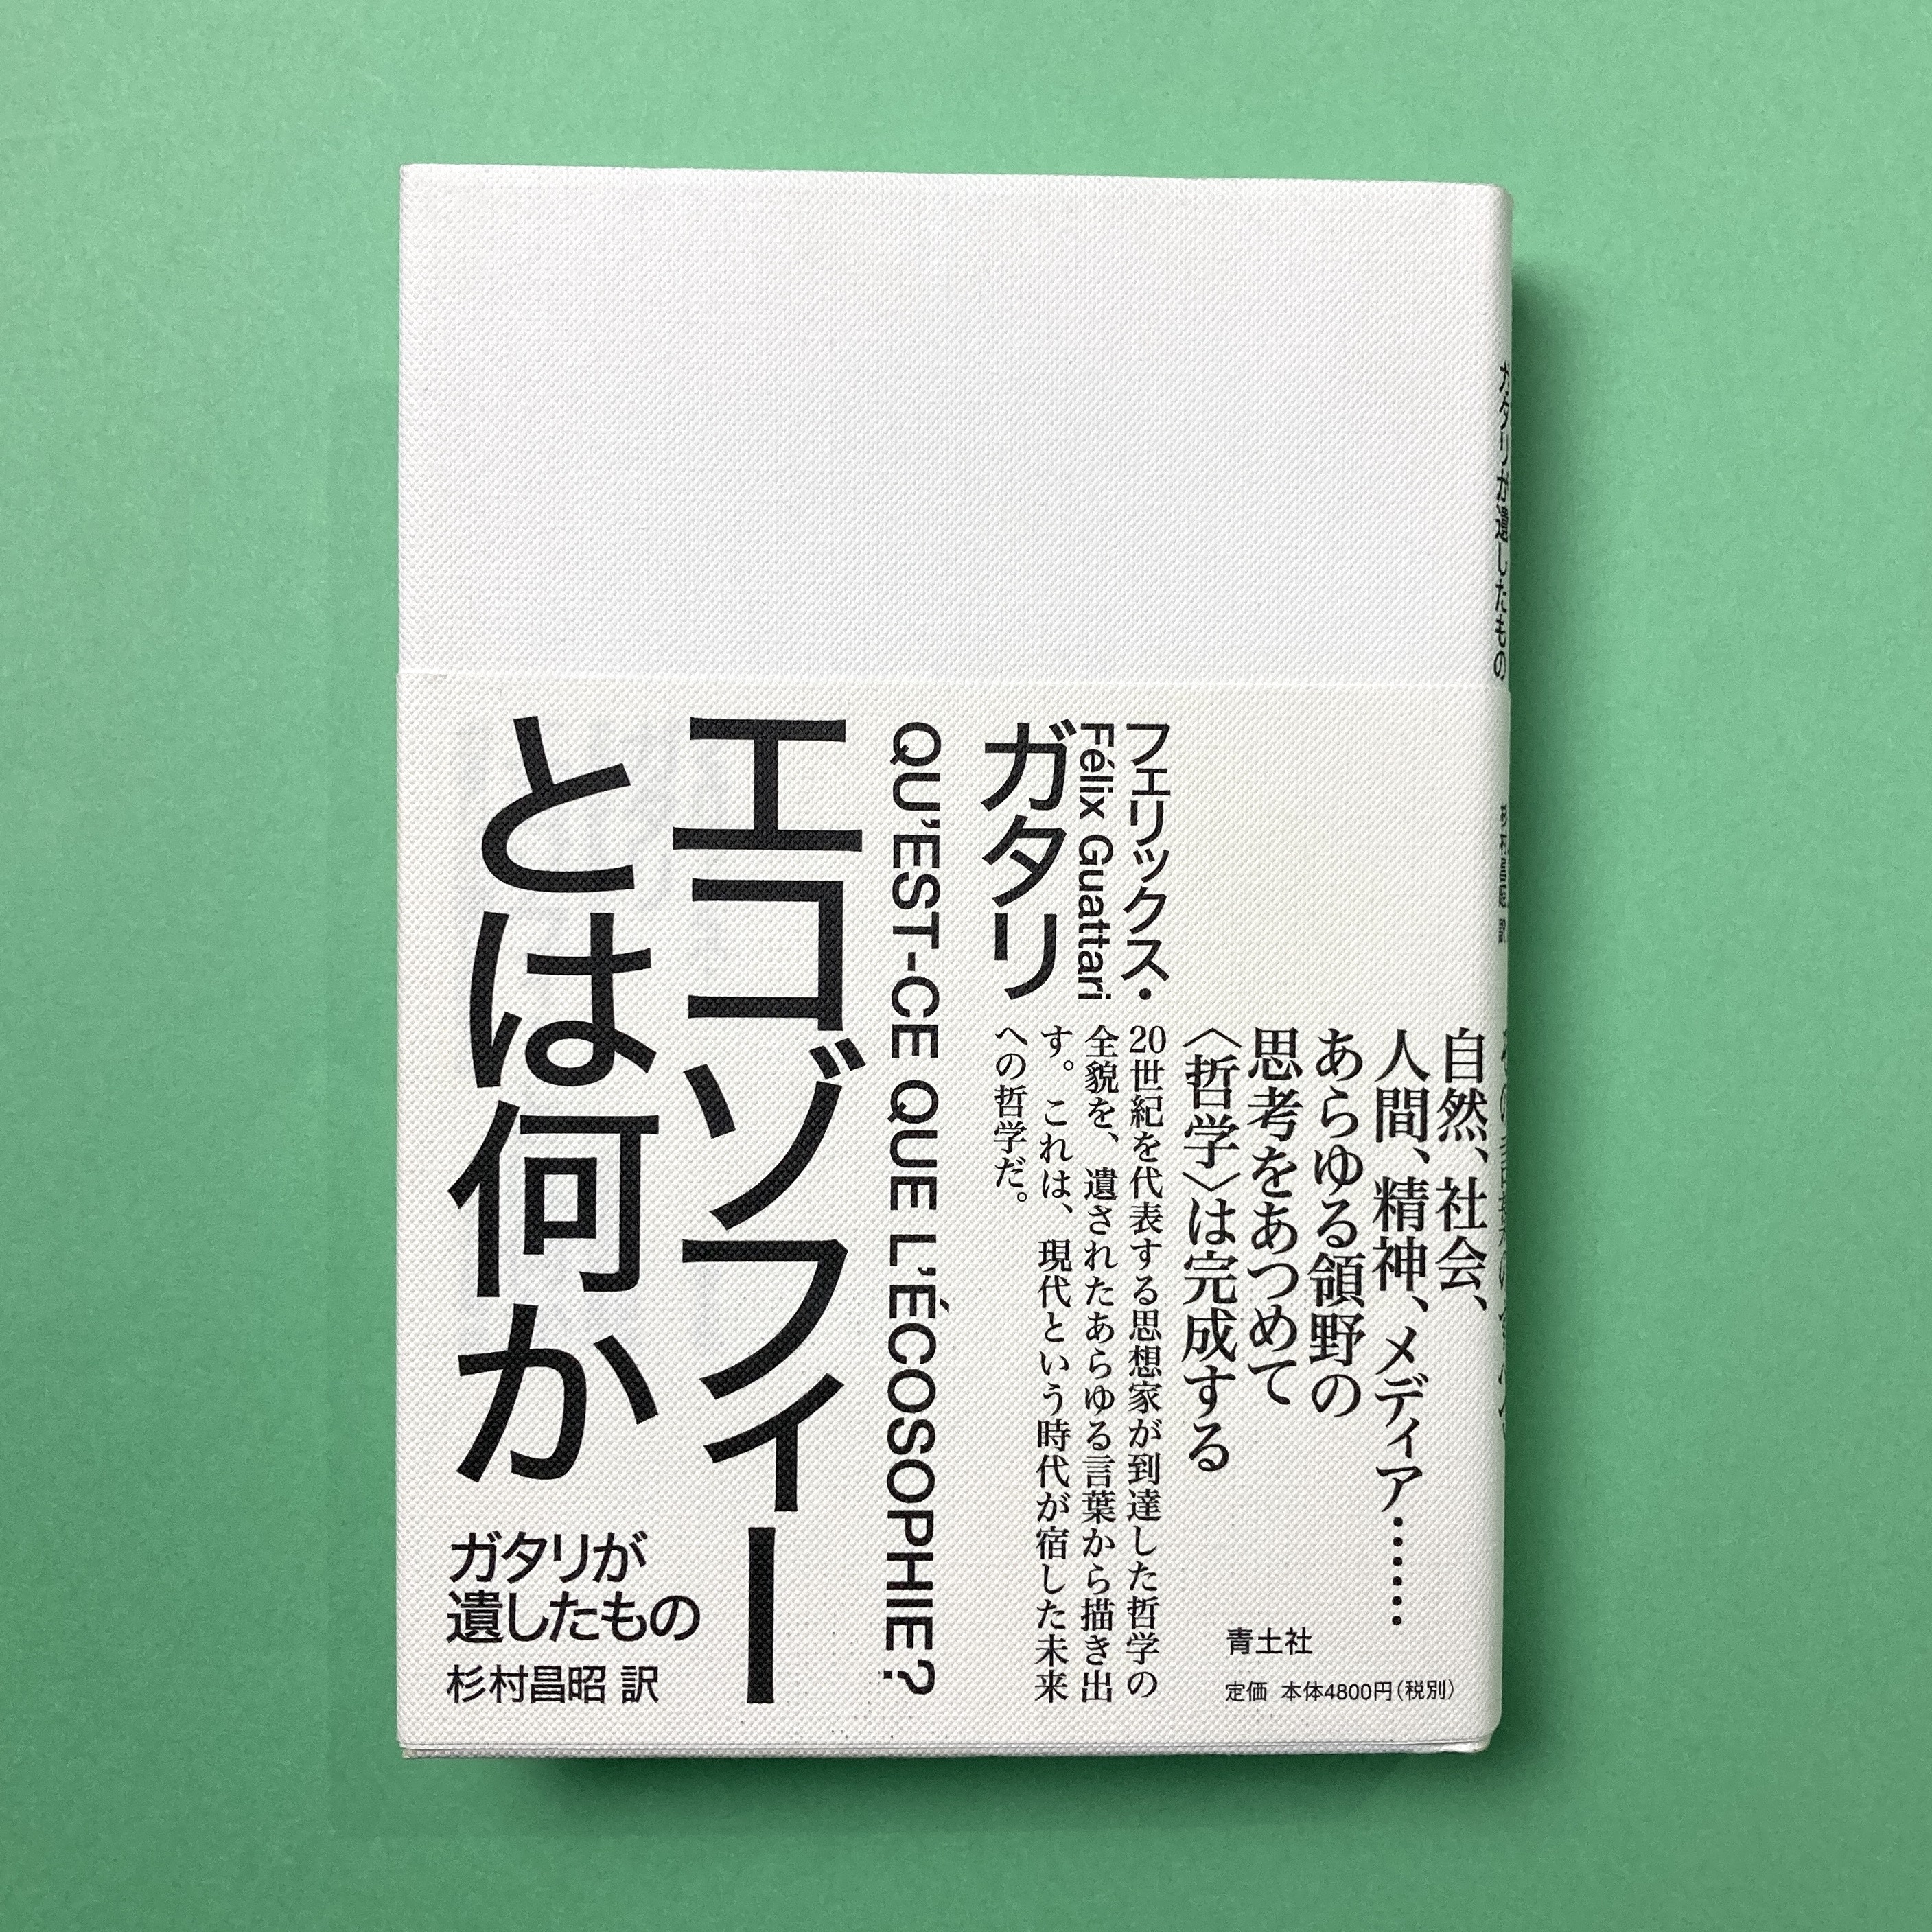 ガタリが遺したもの
自然、社会、
人間、精神、メディア……
あらゆる領野の
思考をあつめて
〈哲学〉は完成する
フェリックス・
Félix Guattari
ガタリ
20世紀を代表する思想家が到達した哲学の
全貌を、遺されたあらゆる言葉から描き出
す。これは、現代という時代が宿した未来
への哲学だ。
QU'EST-CE QUE L'ÉCOSOPHIE?
エコゾフィー
とは何か
ガタリが
遺したもの
杉村昌昭 訳
青土社
定価 本体4800円(税別)